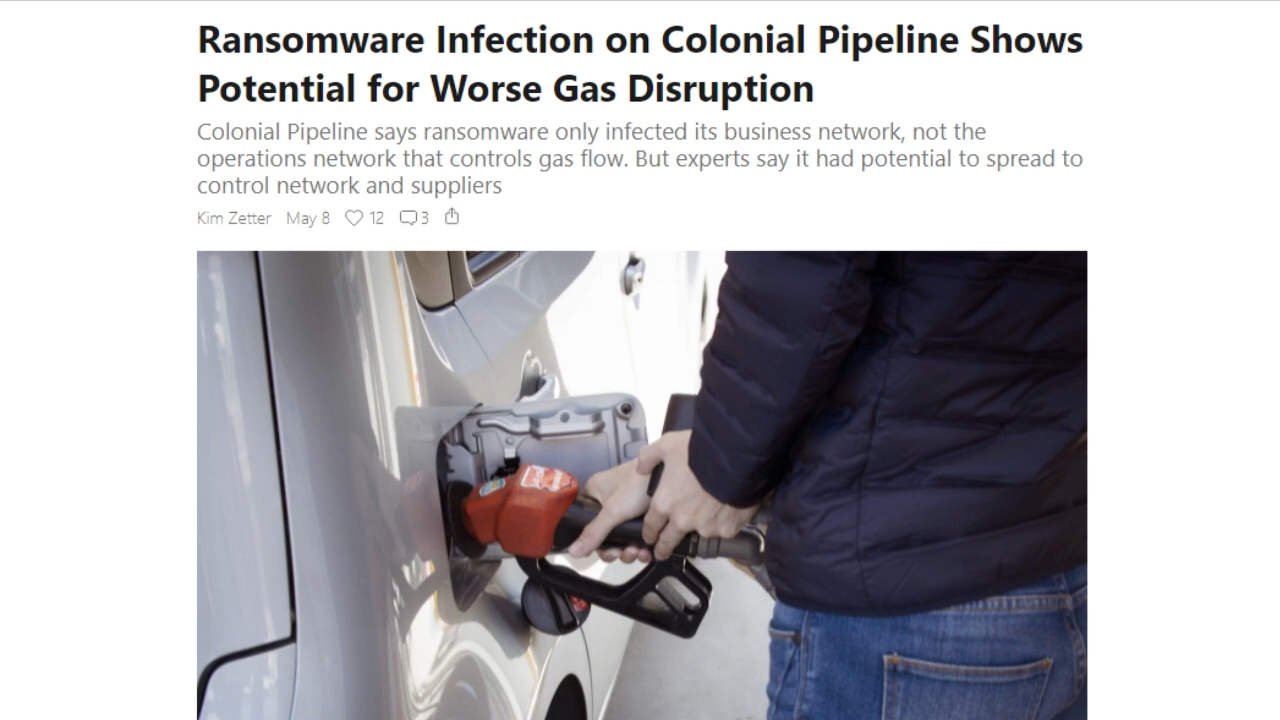 Ransomware Infection on Colonial Pipeline Shows
Potential for Worse Gas Disruption
Colonial Pipeline says ransomware only infected its business network, not the
operations network that controls gas flow. But experts say it had potential to spread to
control network and suppliers
Kim Zetter May 8 12 3